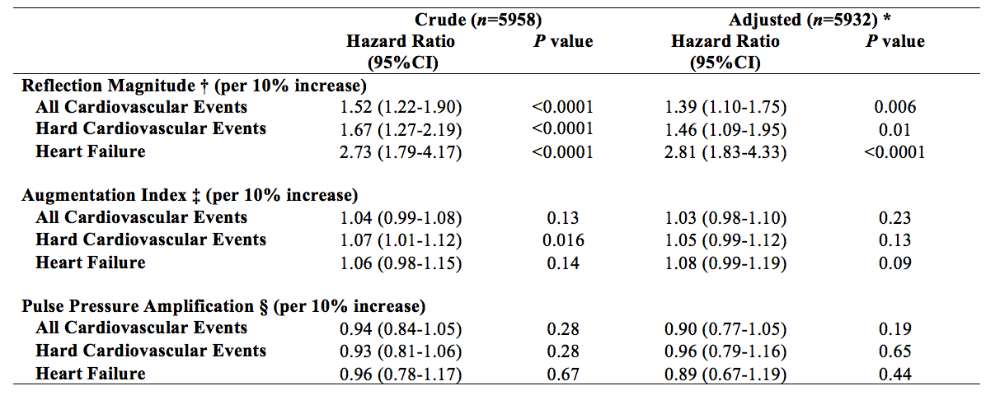 Crude (n=5958) Adjusted (n=5932) *
Hazard Ratio P value Hazard Ratio P value
(95%CI) (95%CI)
Reflection Magnitude † (per 10% increase)
All Cardiovascular Events 1.52 (1.22-1.90) <0.0001 1.39 (1.10-1.75) 0.006
Hard Cardiovascular Events 1.67 (1.27-2.19) <0.0001 1.46 (1.09-1.95) 0.01
Heart Failure 2.73 (1.79-4.17) <0.0001 2.81 (1.83-4.33) <0.0001
Augmentation Index ‡ (per 10% increase)
All Cardiovascular Events 1.04 (0.99-1.08) 0.13 1.03 (0.98-1.10) 0.23
Hard Cardiovascular Events 1.07 (1.01-1.12) 0.016 1.05 (0.99-1.12) 0.13
Heart Failure 1.06 (0.98-1.15) 0.14 1.08 (0.99-1.19) 0.09
Pulse Pressure Amplification § (per 10% increase)
All Cardiovascular Events 0.94 (0.84-1.05) 0.28 0.90 (0.77-1.05) 0.19
Hard Cardiovascular Events 0.93 (0.81-1.06) 0.28 0.96 (0.79-1.16) 0.65
Heart Failure 0.96 (0.78-1.17) 0.67 0.89 (0.67-1.19) 0.44